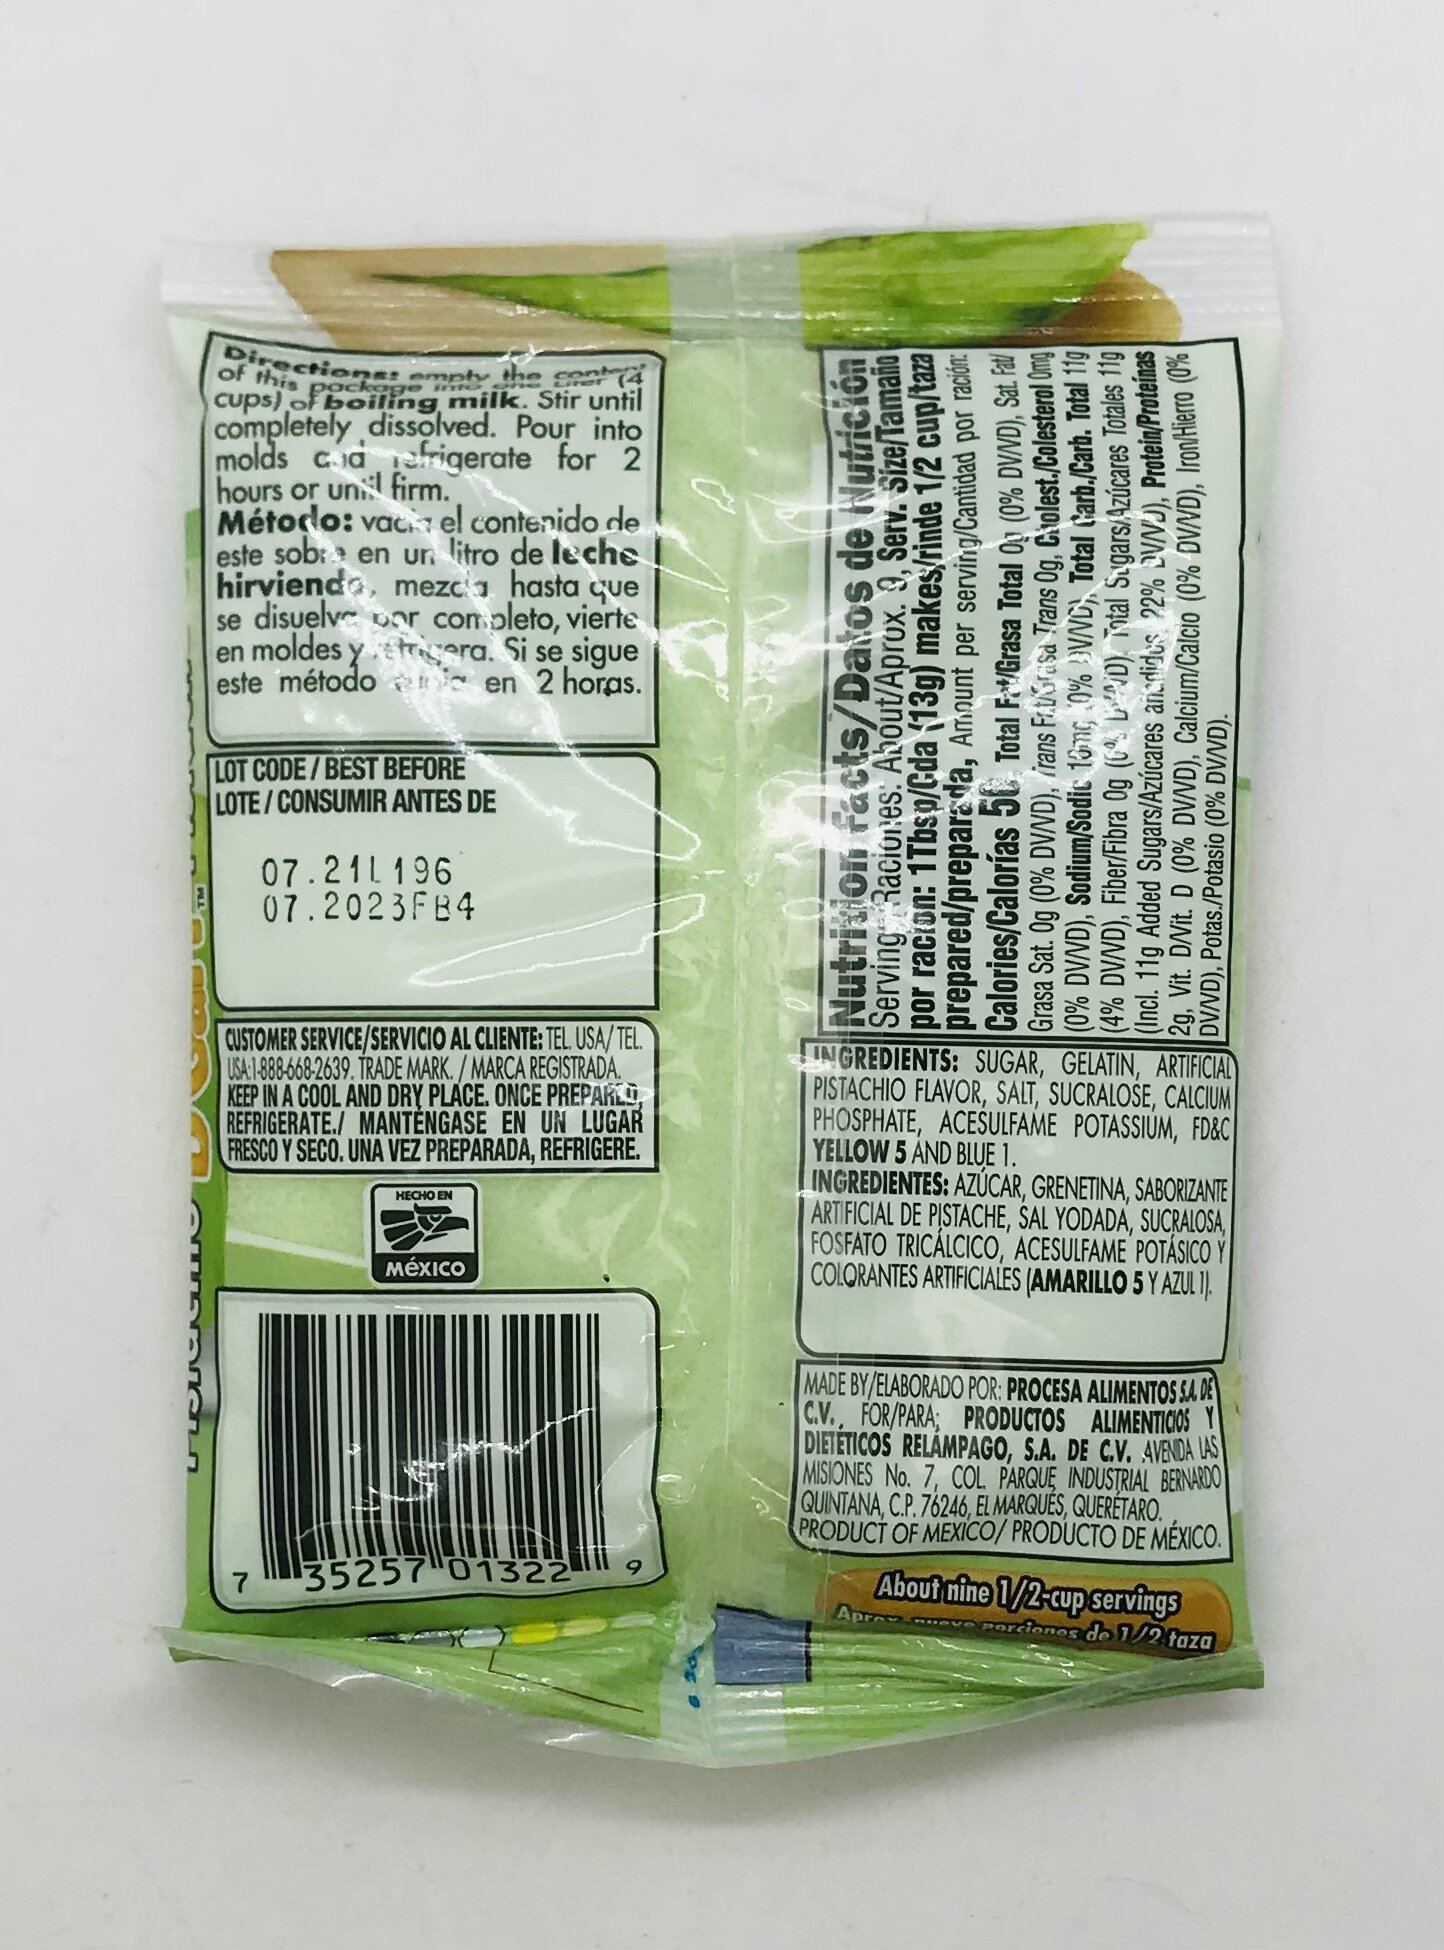 Directions: empty the content
of this package into one Liter (4
cups) of boiling milk. Stir until
completely dissolved. Pour into
molds and refrigerate for 2
hours or until firm.
Método: vacía el contenido de
este sobre en un litro de leche
hirviendo, mezcla hasta que
se disuelva por completo, vierte
en moldes y refrigera. Si se sigue
este método cuaja en 2 horas.
LOT CODE / BEST BEFORE
LOTE / CONSUMIR ANTES DE
07.21L196
07.2023FB4
CUSTOMER SERVICE/SERVICIO AL CLIENTE: TEL. USA/ TEL.
USA:1-888-668-2639. TRADE MARK. / MARCA REGISTRADA.
KEEP IN A COOL AND DRY PLACE. ONCE PREPARED,
REFRIGERATE./ MANTÉNGASE EN UN LUGAR
FRESCO Y SECO. UNA VEZ PREPARADA, REFRIGERE.
HECHO EN
MÉXICO
7 35257 01322 9
TM
Nutrition Facts/Datos de Nutrición
Serving/Raciones: About/Aprox. 9, Serv. Size/Tamaño
por ración: 1Tbsp/Cda (13g) makes/rinde 1/2 cup/taza
prepared/preparada, Amount per serving/Cantidad por ración:
Calories/Calorías 50, Total Fat/Grasa Total 0g (0% DV/VD), Sat. Fat/
Grasa Sat. 0g (0% DV/VD), Trans Fat/Grasa Trans 0g, Cholest./Colesterol 0mg
(0% DV/VD), Sodium/Sodio 10mg (0% DV/VD), Total Carb./Carb. Total 11g
(4% DV/VD), Fiber/Fibra 0g (0% DV/VD), Total Sugars/Azúcares Totales 11g
(Incl. 11g Added Sugars/Azúcares añadidos, 22% DV/VD), Protein/Proteínas
2g, Vit. D/Vit. D (0% DV/VD), Calcium/Calcio (0% DV/VD), Iron/Hierro (0%
DV/VD), Potas./Potasio (0% DV/VD).
INGREDIENTS: SUGAR, GELATIN, ARTIFICIAL
PISTACHIO FLAVOR, SALT, SUCRALOSE, CALCIUM
PHOSPHATE, ACESULFAME POTASSIUM, FD&C
YELLOW 5 AND BLUE 1.
INGREDIENTES: AZÚCAR, GRENETINA, SABORIZANTE
ARTIFICIAL DE PISTACHE, SAL YODADA, SUCRALOSA,
FOSFATO TRICÁLCICO, ACESULFAME POTÁSICO Y
COLORANTES ARTIFICIALES (AMARILLO 5 Y AZUL 1).
MADE BY/ELABORADO POR: PROCESA ALIMENTOS S.A. DE
C.V., FOR/PARA: PRODUCTOS ALIMENTICIOS Y
DIETÉTICOS RELÁMPAGO, S.A. DE C.V. AVENIDA LAS
MISIONES No. 7, COL. PARQUE INDUSTRIAL BERNARDO
QUINTANA, C.P. 76246, EL MARQUÉS, QUERÉTARO.
PRODUCT OF MEXICO/ PRODUCTO DE MÉXICO.
About nine 1/2-cup servings
Aprox. nueve porciones de 1/2 taza